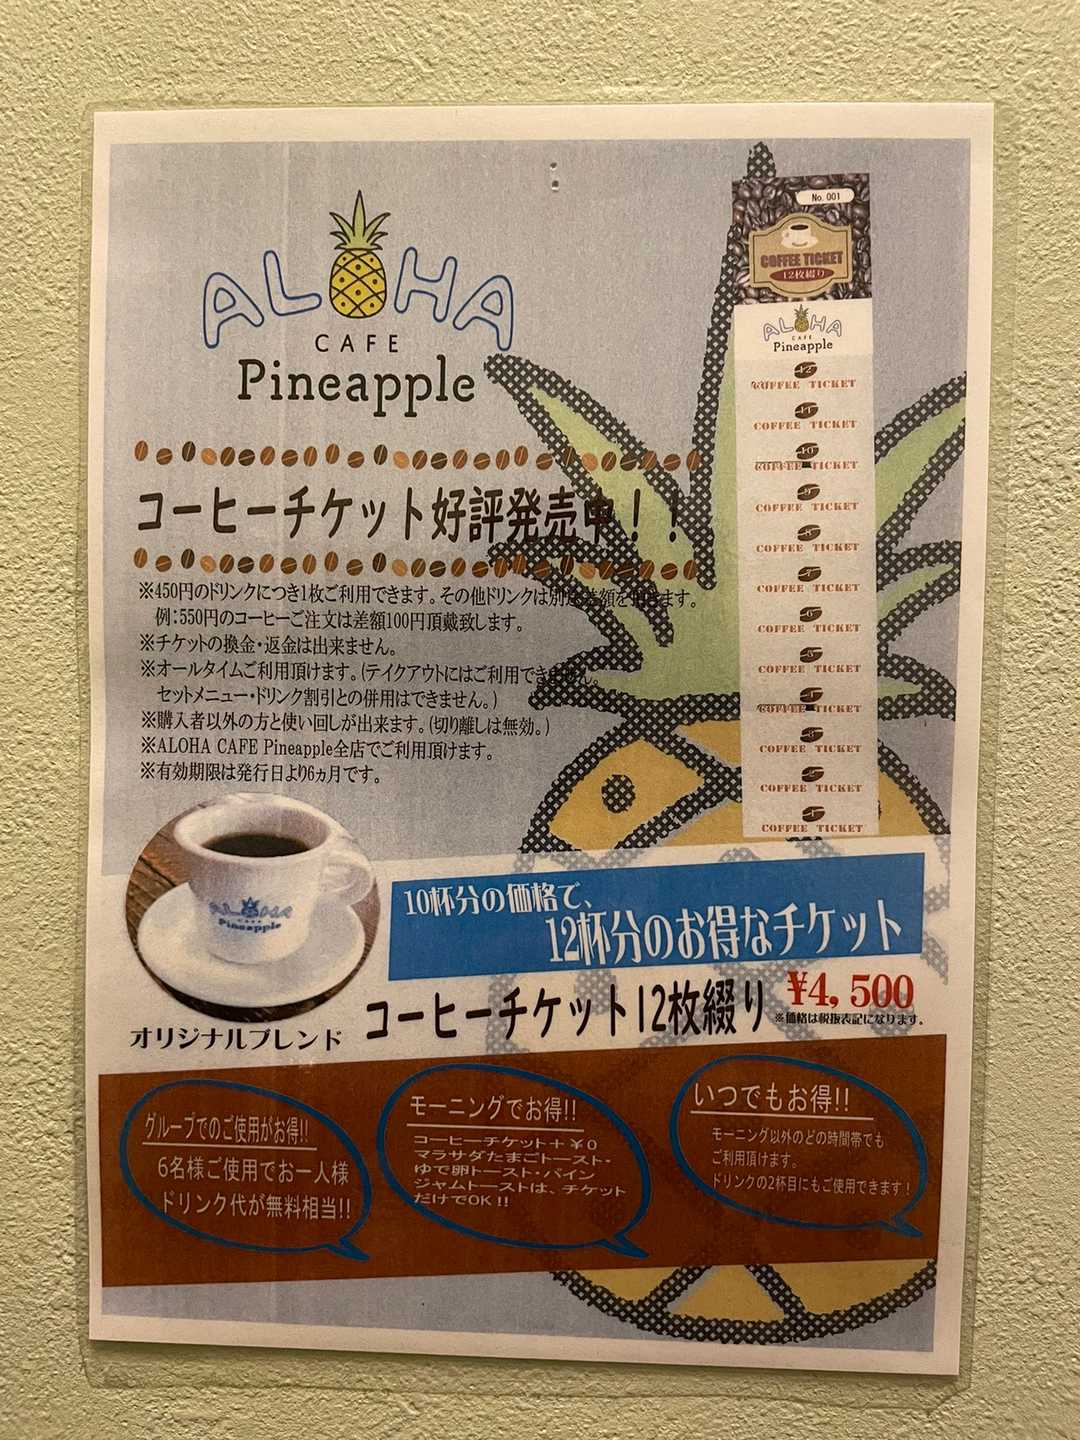 ALOHA
CAFE
Pineapple
No. 001
COFFEE TICKET
12枚綴り
ALOHA
CAFE
Pineapple
12
COFFEE TICKET
11
COFFEE TICKET
10
COFFEE TICKET
9
COFFEE TICKET
8
COFFEE TICKET
7
COFFEE TICKET
6
COFFEE TICKET
5
COFFEE TICKET
4
COFFEE TICKET
3
COFFEE TICKET
2
COFFEE TICKET
1
COFFEE TICKET
コーヒーチケット好評発売中！！
※450円のドリンクにつき1枚ご利用できます。その他ドリンクは別途差額を頂きます。
例：550円のコーヒーご注文は差額100円頂戴致します。
※チケットの換金・返金は出来ません。
※オールタイムご利用頂けます。(テイクアウトにはご利用できません。
セットメニュー・ドリンク割引との併用はできません。)
※購入者以外の方と使い回しが出来ます。(切り離しは無効。)
※ALOHA CAFE Pineapple全店でご利用頂けます。
※有効期限は発行日より6ヵ月です。
ALOHA
CAFE
Pineapple
オリジナルブレンド
10杯分の価格で、
12杯分のお得なチケット
コーヒーチケット12枚綴り ¥4,500
※価格は税抜表記になります。
グループでのご使用がお得!!
6名様ご使用でお一人様
ドリンク代が無料相当!!
モーニングでお得!!
コーヒーチケット＋￥0
マラサダたまごトースト・
ゆで卵トースト・パイン
ジャムトーストは、チケット
だけでOK!!
いつでもお得!!
モーニング以外のどの時間帯でも
ご利用頂けます。
ドリンクの2杯目にもご使用できます！